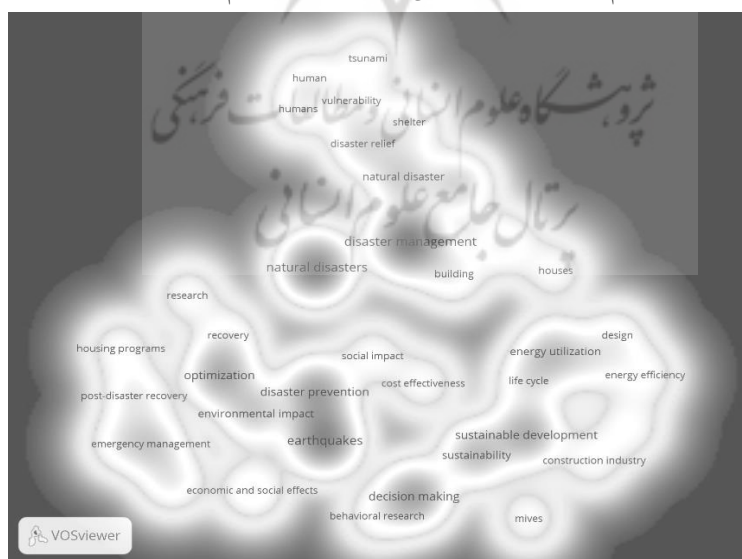 tsunami
human
humans
vulnerability
shelter
disaster relief
natural disaster
پژوهشگاه علوم انسانی و مطالعات فرهنگی
پرتال جامع علوم انسانی
disaster management
natural disasters
building
houses
research
recovery
design
housing programs
social impact
energy utilization
optimization
cost effectiveness
life cycle
energy efficiency
post-disaster recovery
disaster prevention
environmental impact
emergency management
earthquakes
sustainable development
sustainability
construction industry
economic and social effects
decision making
behavioral research
mives
VOSviewer